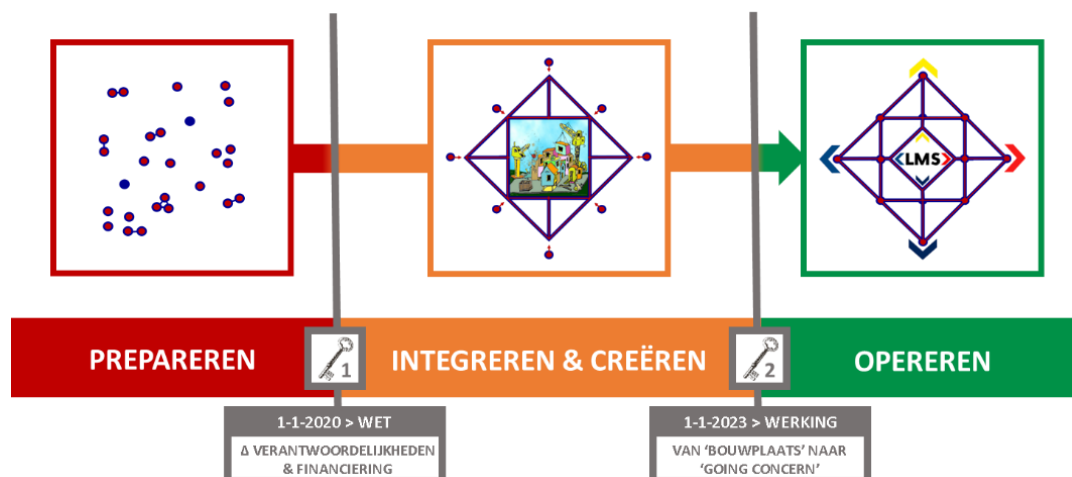 LMS
PREPAREREN
1
INTEGREREN & CREËREN
2
OPEREREN
1-1-2020 > WET
Δ VERANTWOORDELIJKHEDEN
& FINANCIERING
1-1-2023 > WERKING
VAN ‘BOUWPLAATS’ NAAR
‘GOING CONCERN’